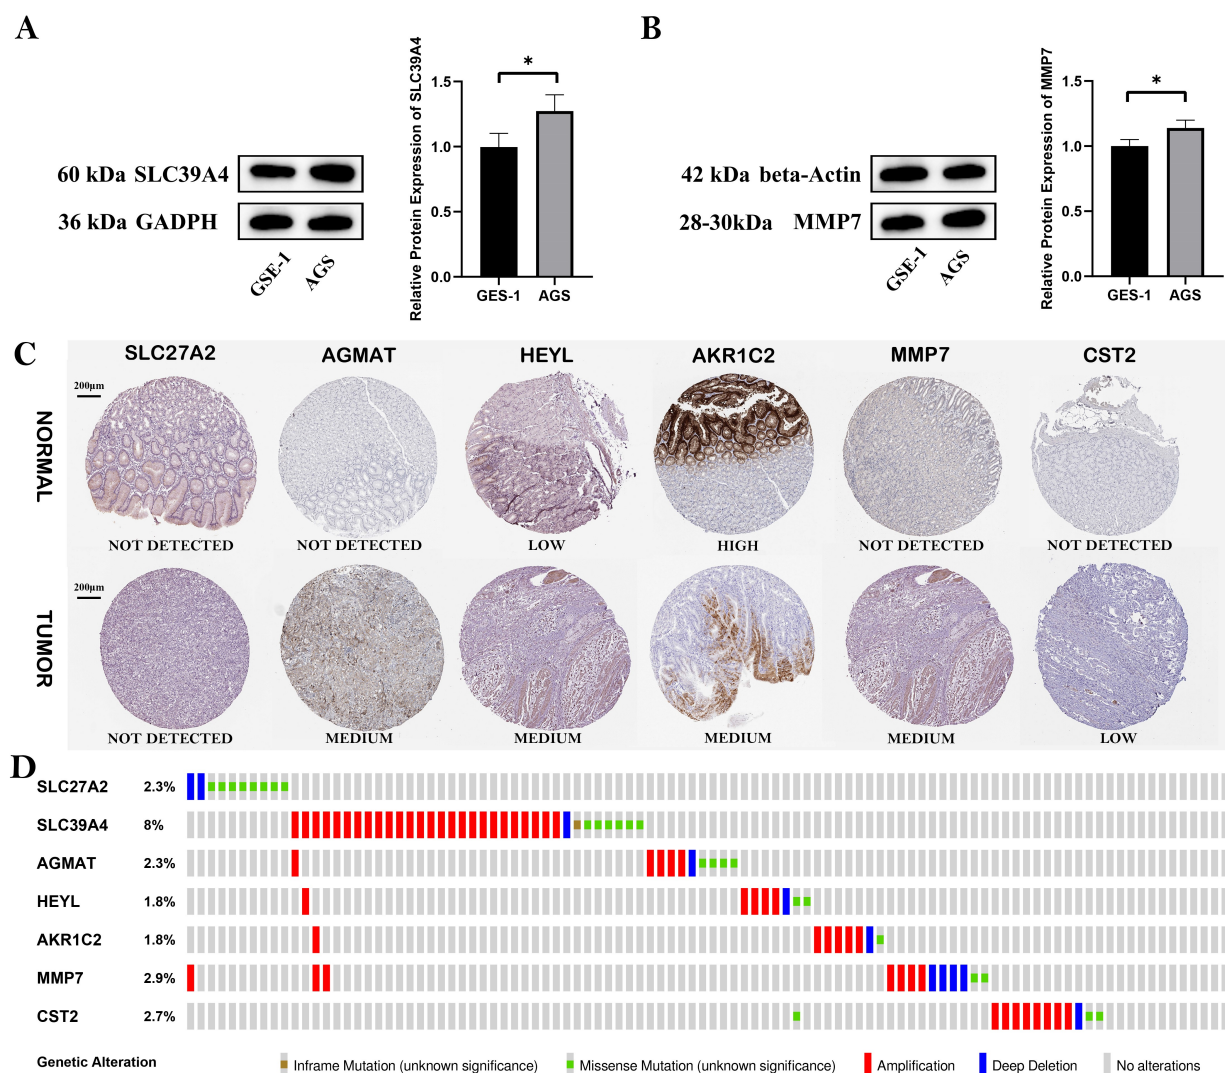 A
60 kDa SLC39A4
36 kDa GADPH
GSE-1
AGS
Relative Protein Expression of SLC39A4
1.5
1.0
0.5
0.0
*
GES-1 AGS
B
42 kDa beta-Actin
28-30kDa MMP7
GSE-1
AGS
Relative Protein Expression of MMP7
1.5
1.0
0.5
0.0
*
GES-1 AGS
C
SLC27A2 AGMAT HEYL AKR1C2 MMP7 CST2
200μm
NORMAL
NOT DETECTED NOT DETECTED LOW HIGH NOT DETECTED NOT DETECTED
200μm
TUMOR
NOT DETECTED MEDIUM MEDIUM MEDIUM MEDIUM LOW
D
SLC27A2 2.3%
SLC39A4 8%
AGMAT 2.3%
HEYL 1.8%
AKR1C2 1.8%
MMP7 2.9%
CST2 2.7%
Genetic Alteration Inframe Mutation (unknown significance) Missense Mutation (unknown significance) Amplification Deep Deletion No alterations